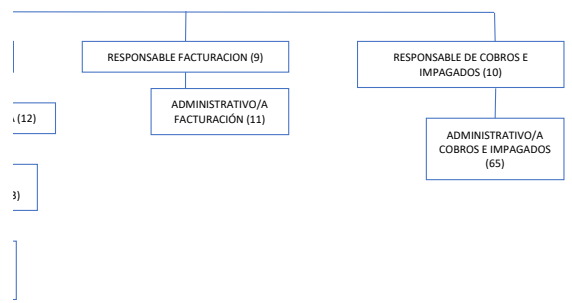 RESPONSABLE FACTURACION (9)
RESPONSABLE DE COBROS E
IMPAGADOS (10)
ADMINISTRATIVO/A
FACTURACIÓN (11)
(12)
ADMINISTRATIVO/A
COBROS E IMPAGADOS
(65)